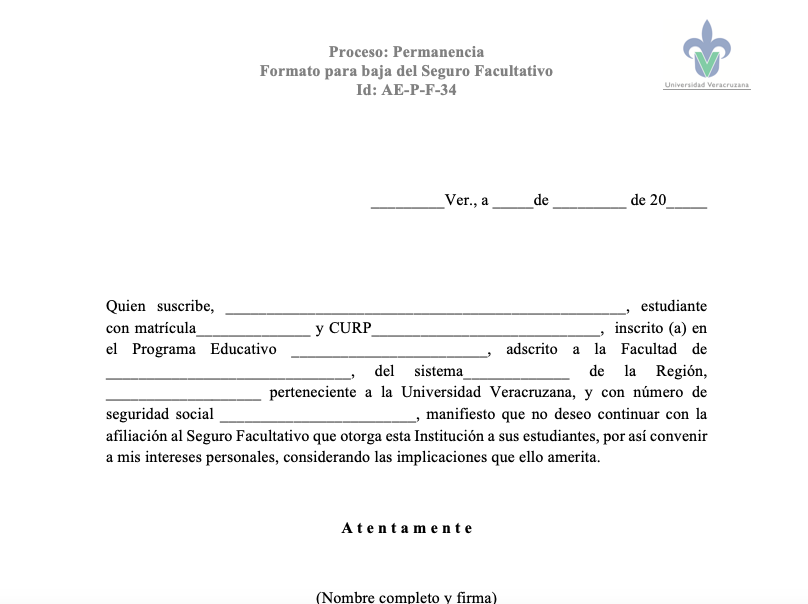 Proceso: Permanencia
Formato para baja del Seguro Facultativo
Id: AE-P-F-34
Universidad Veracruzana
_________Ver., a _____de _________ de 20_____
Quien suscribe, _________________________________________________, estudiante
con matrícula______________ y CURP____________________________, inscrito (a) en
el Programa Educativo ________________________, adscrito a la Facultad de
______________________________, del sistema_____________ de la Región,
___________________ perteneciente a la Universidad Veracruzana, y con número de
seguridad social ________________________, manifiesto que no deseo continuar con la
afiliación al Seguro Facultativo que otorga esta Institución a sus estudiantes, por así convenir
a mis intereses personales, considerando las implicaciones que ello amerita.
Atentamente
(Nombre completo y firma)